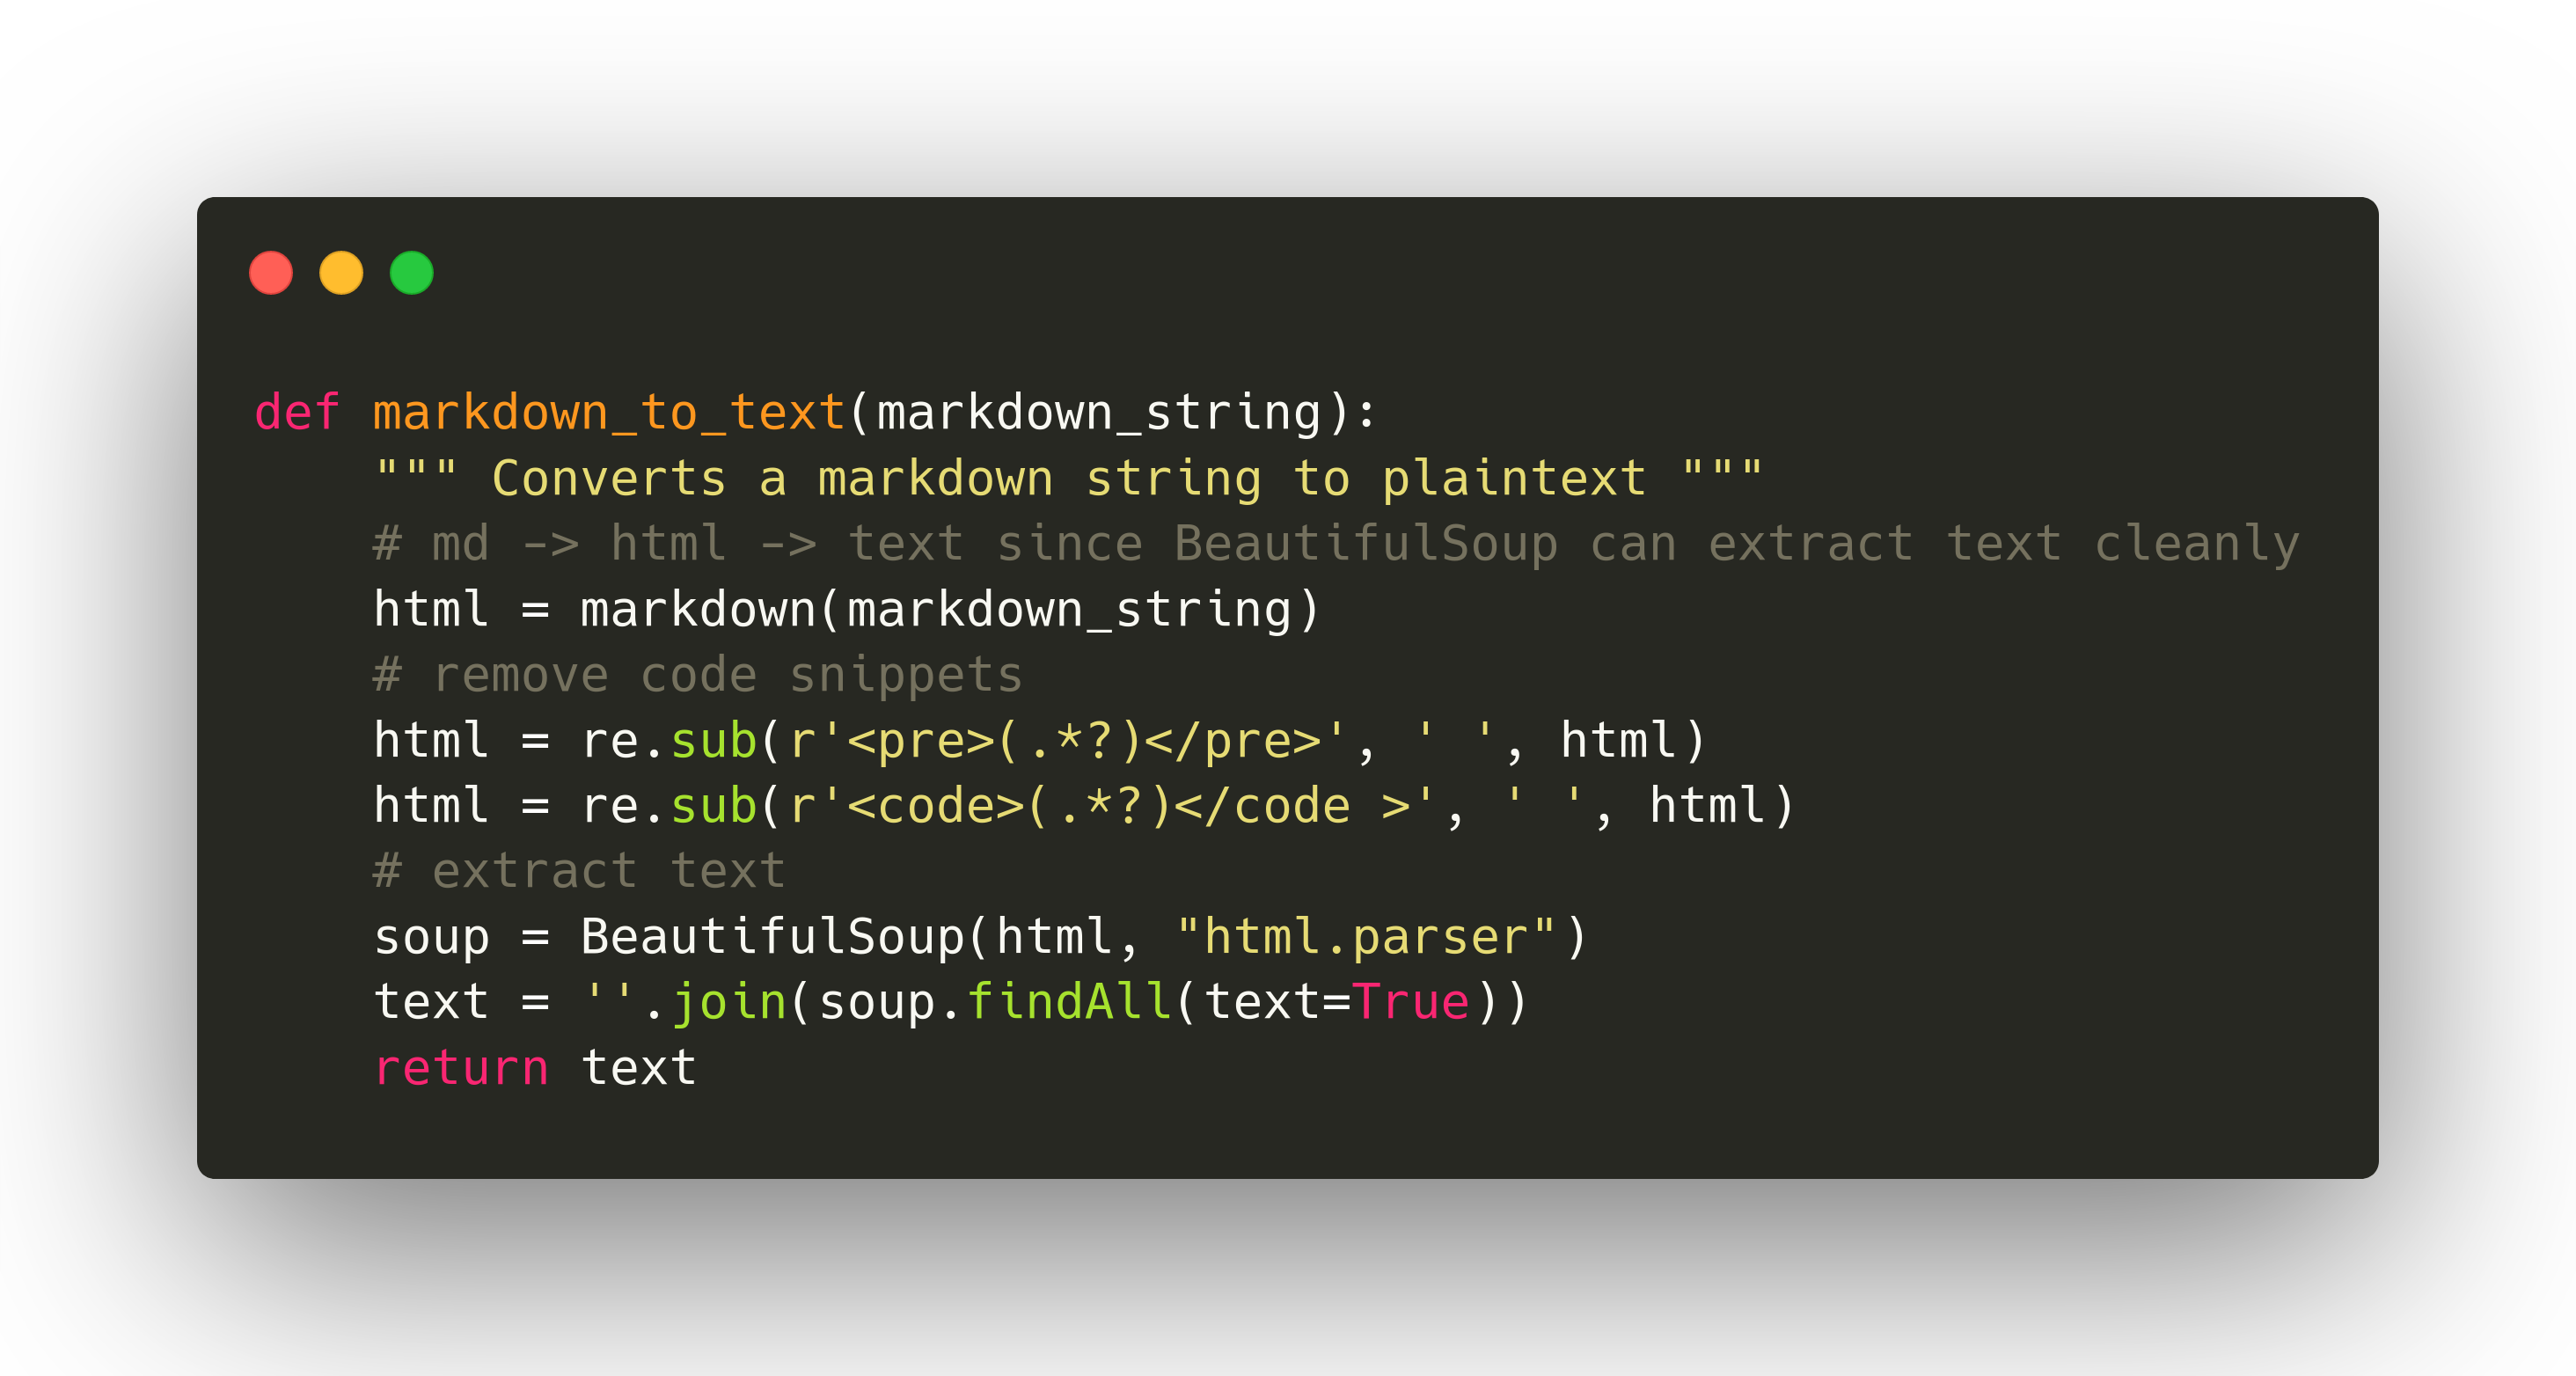 def markdown_to_text(markdown_string):
    """ Converts a markdown string to plaintext """
    # md -> html -> text since BeautifulSoup can extract text cleanly
    html = markdown(markdown_string)
    # remove code snippets
    html = re.sub(r'<pre>(.*?)</pre>', ' ', html)
    html = re.sub(r'<code>(.*?)</code >', ' ', html)
    # extract text
    soup = BeautifulSoup(html, "html.parser")
    text = ''.join(soup.findAll(text=True))
    return text